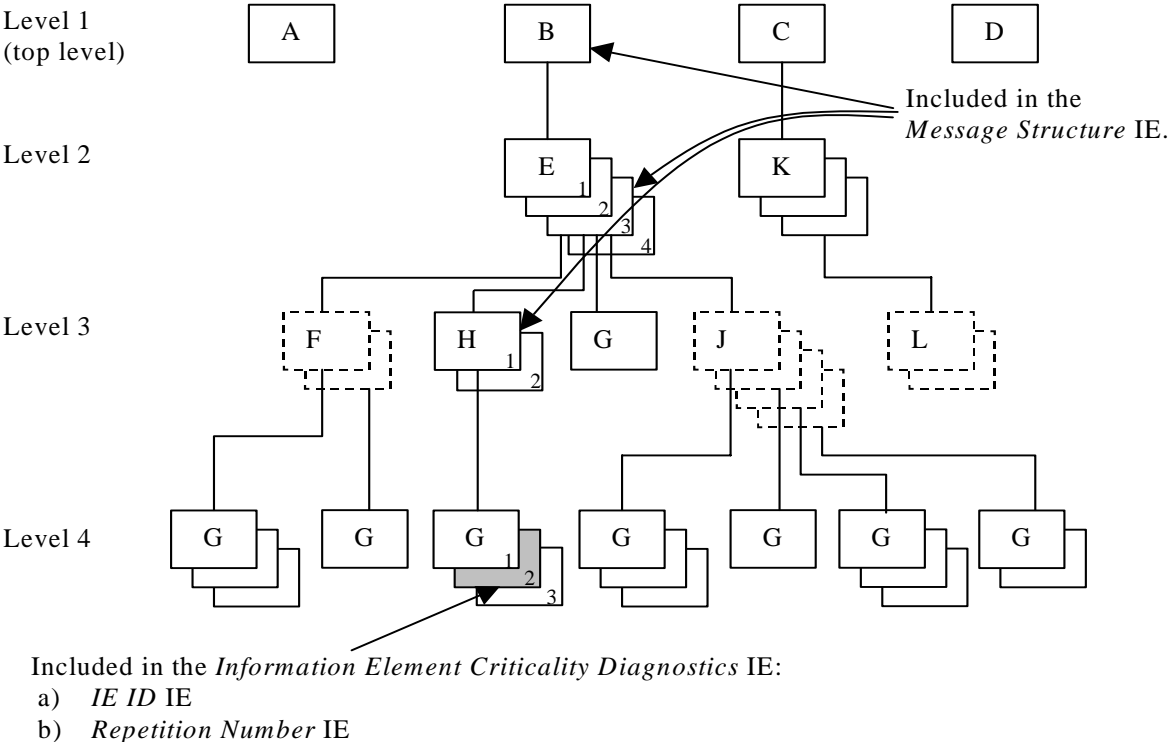 Level 1
(top level)
A
B
C
D
Included in the
Message Structure IE.
Level 2
E
1
2
3
4
K
Level 3
F
H
1
2
G
J
L
Level 4
G
G
G
1
2
3
G
G
G
G
Included in the Information Element Criticality Diagnostics IE:
a) IE ID IE
b) Repetition Number IE